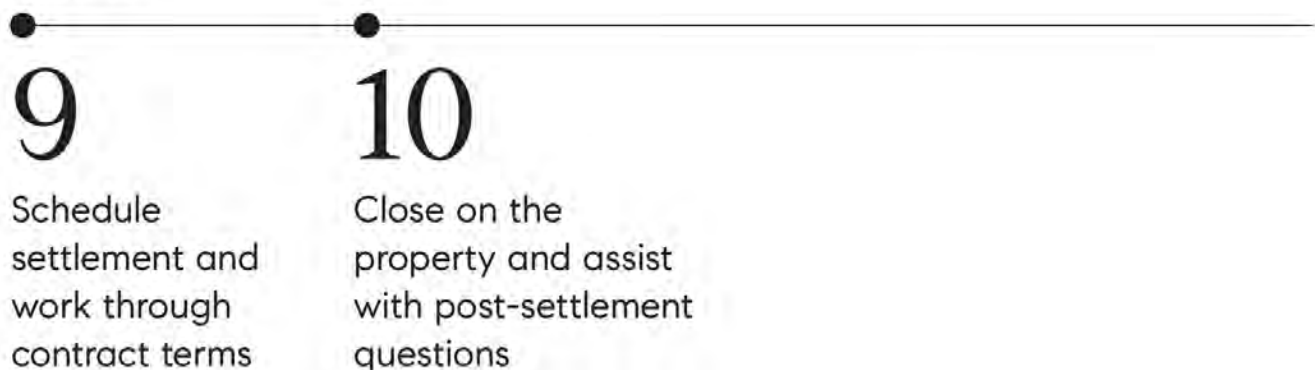 9
Schedule
settlement and
work through
contract terms
10
Close on the
property and assist
with post-settlement
questions